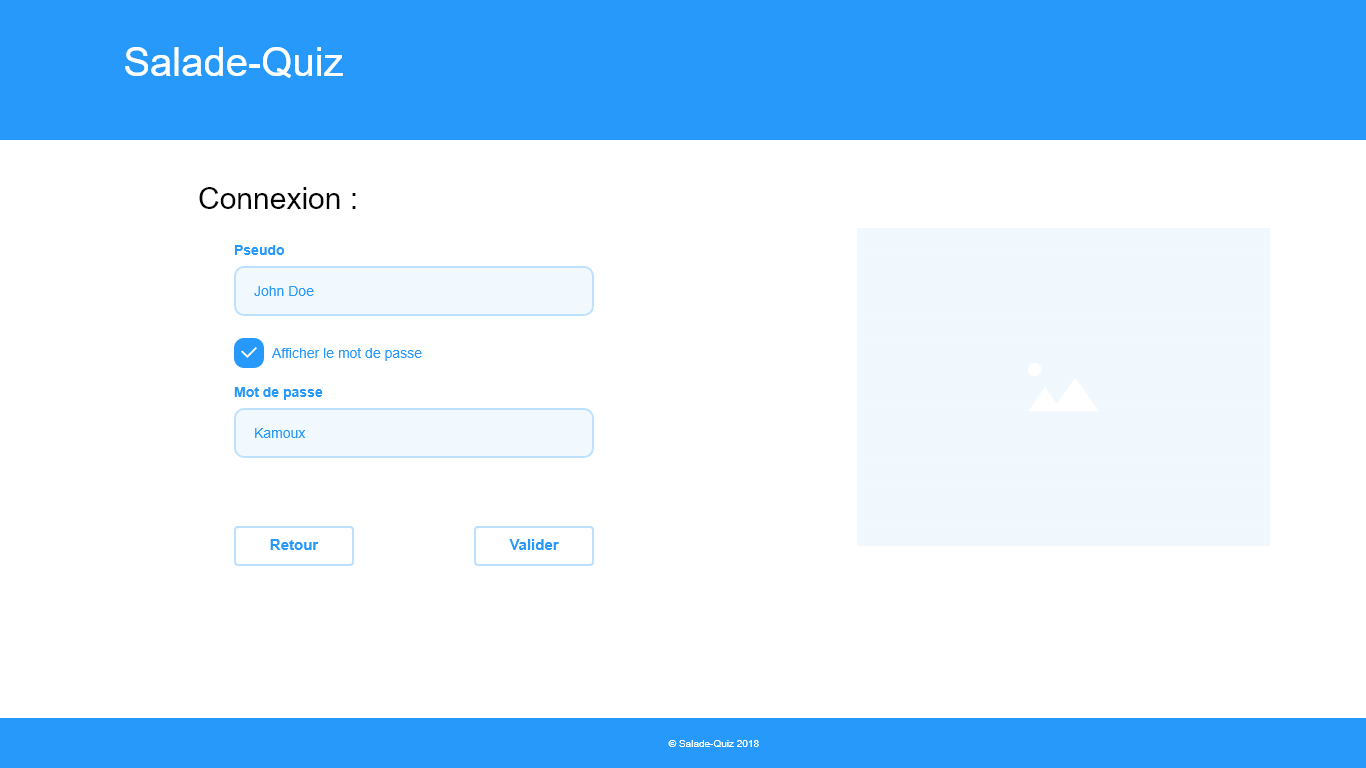 Salade-Quiz
Connexion :
Pseudo
John Doe
Afficher le mot de passe
Mot de passe
Kamoux
Retour
Valider
© Salade-Quiz 2018